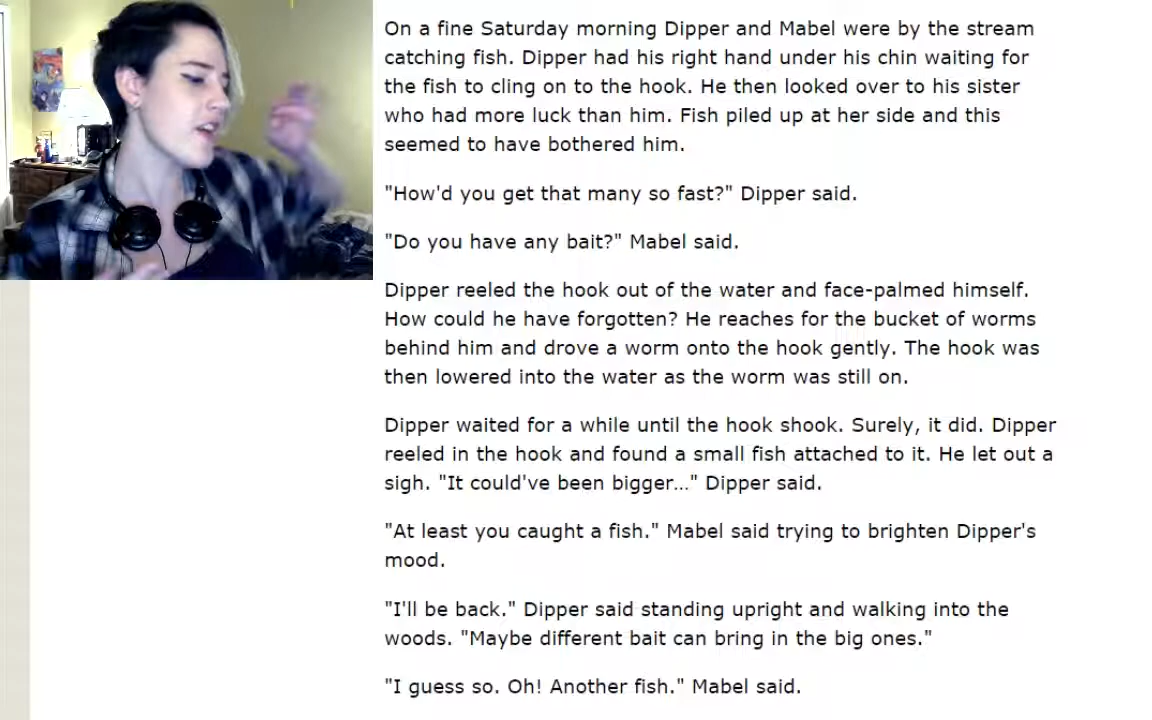 On a fine Saturday morning Dipper and Mabel were by the stream
catching fish. Dipper had his right hand under his chin waiting for
the fish to cling on to the hook. He then looked over to his sister
who had more luck than him. Fish piled up at her side and this
seemed to have bothered him.
"How'd you get that many so fast?" Dipper said.
"Do you have any bait?" Mabel said.
Dipper reeled the hook out of the water and face-palmed himself.
How could he have forgotten? He reaches for the bucket of worms
behind him and drove a worm onto the hook gently. The hook was
then lowered into the water as the worm was still on.
Dipper waited for a while until the hook shook. Surely, it did. Dipper
reeled in the hook and found a small fish attached to it. He let out a
sigh. "It could've been bigger…" Dipper said.
"At least you caught a fish." Mabel said trying to brighten Dipper's
mood.
"I'll be back." Dipper said standing upright and walking into the
woods. "Maybe different bait can bring in the big ones."
"I guess so. Oh! Another fish." Mabel said.